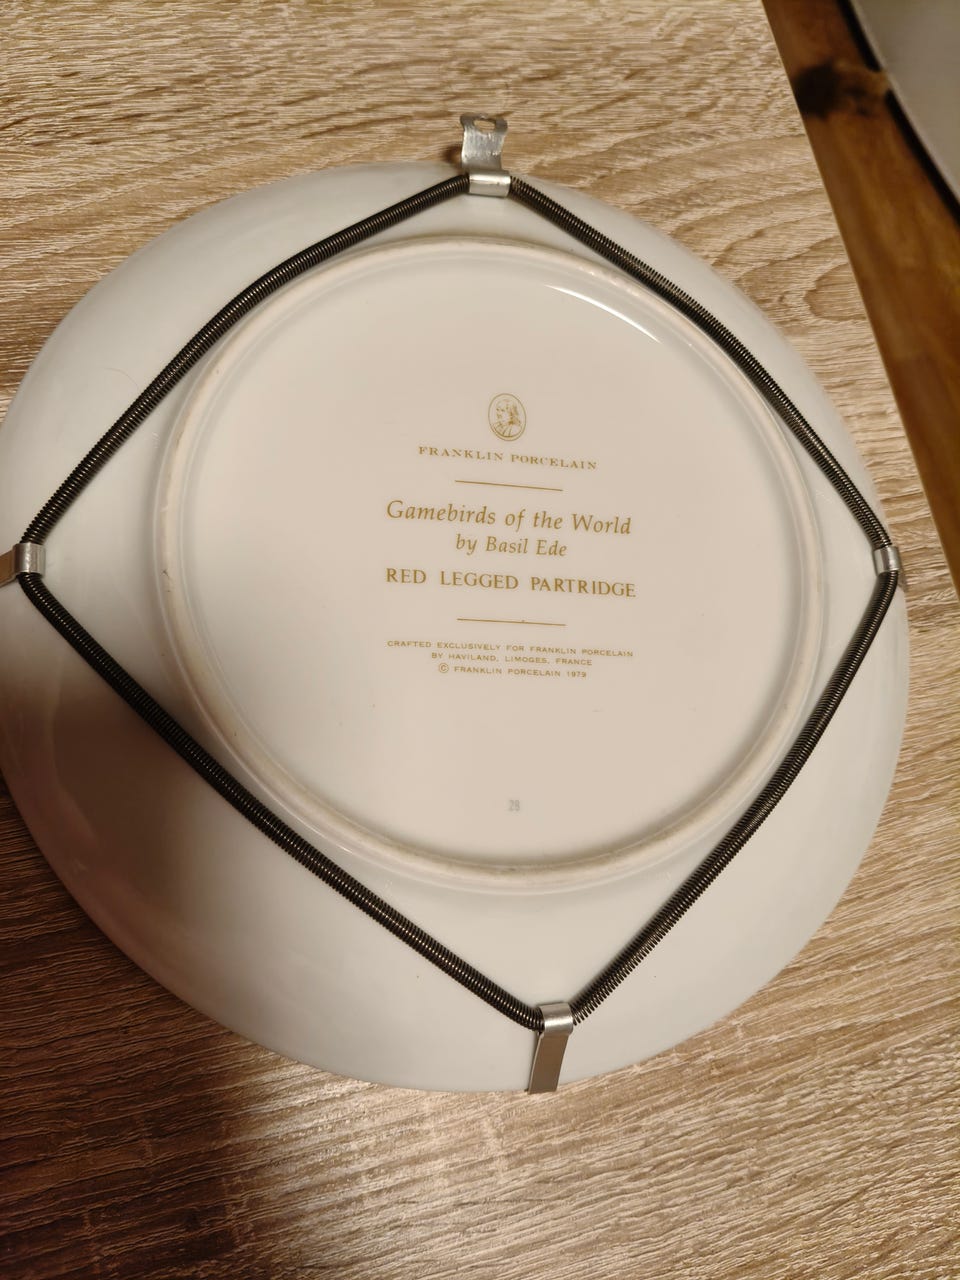 FRANKLIN PORCELAIN
Gamebirds of the World
by Basil Ede
RED LEGGED PARTRIDGE
CRAFTED EXCLUSIVELY FOR FRANKLIN PORCELAIN
BY HAVILAND, LIMOGES, FRANCE
© FRANKLIN PORCELAIN 1979
29